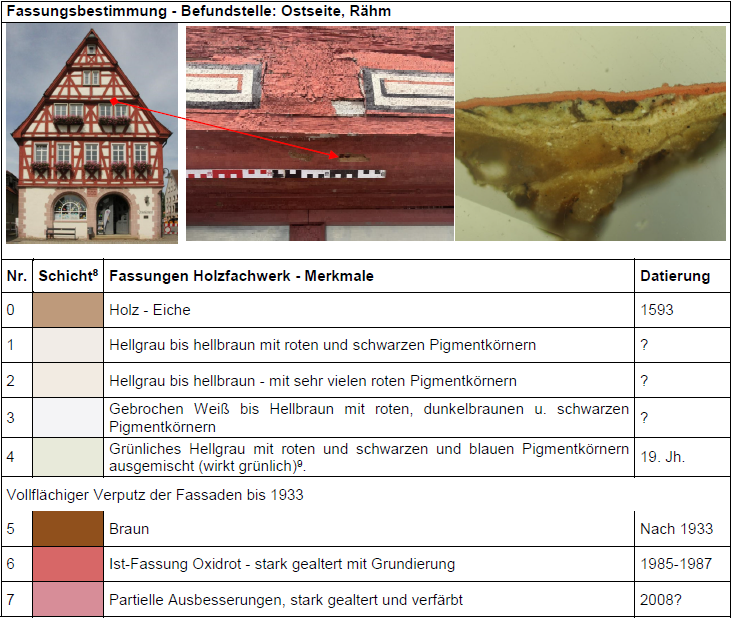 Fassungsbestimmung - Befundstelle: Ostseite, Rähm
Nr. Schicht⁸ Fassungen Holzfachwerk - Merkmale Datierung
0 Holz - Eiche 1593
1 Hellgrau bis hellbraun mit roten und schwarzen Pigmentkörnern ?
2 Hellgrau bis hellbraun - mit sehr vielen roten Pigmentkörnern ?
3 Gebrochen Weiß bis Hellbraun mit roten, dunkelbraunen u. schwarzen
Pigmentkörnern ?
4 Grünliches Hellgrau mit roten und schwarzen und blauen Pigmentkörnern
ausgemischt (wirkt grünlich)⁹. 19. Jh.
Vollflächiger Verputz der Fassaden bis 1933
5 Braun Nach 1933
6 Ist-Fassung Oxidrot - stark gealtert mit Grundierung 1985-1987
7 Partielle Ausbesserungen, stark gealtert und verfärbt 2008?